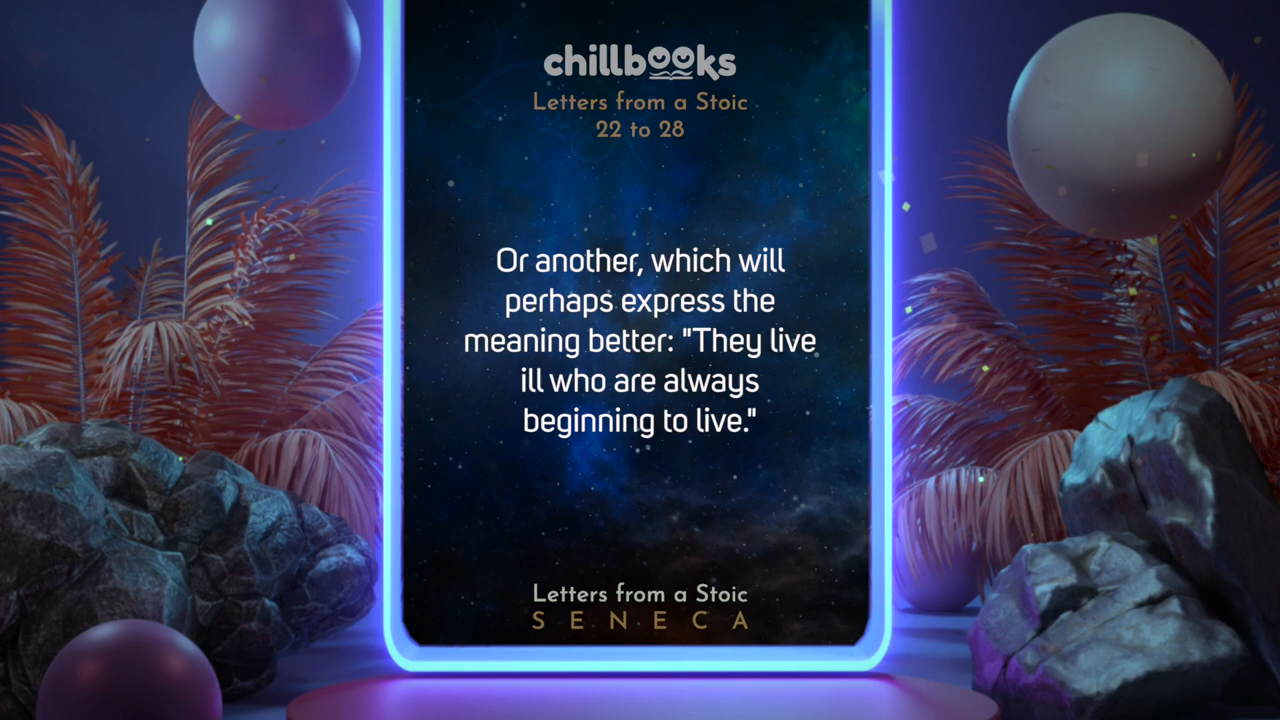 chillbooks
Letters from a Stoic
22 to 28
Or another, which will
perhaps express the
meaning better: "They live
ill who are always
beginning to live."
Letters from a Stoic
SENECA